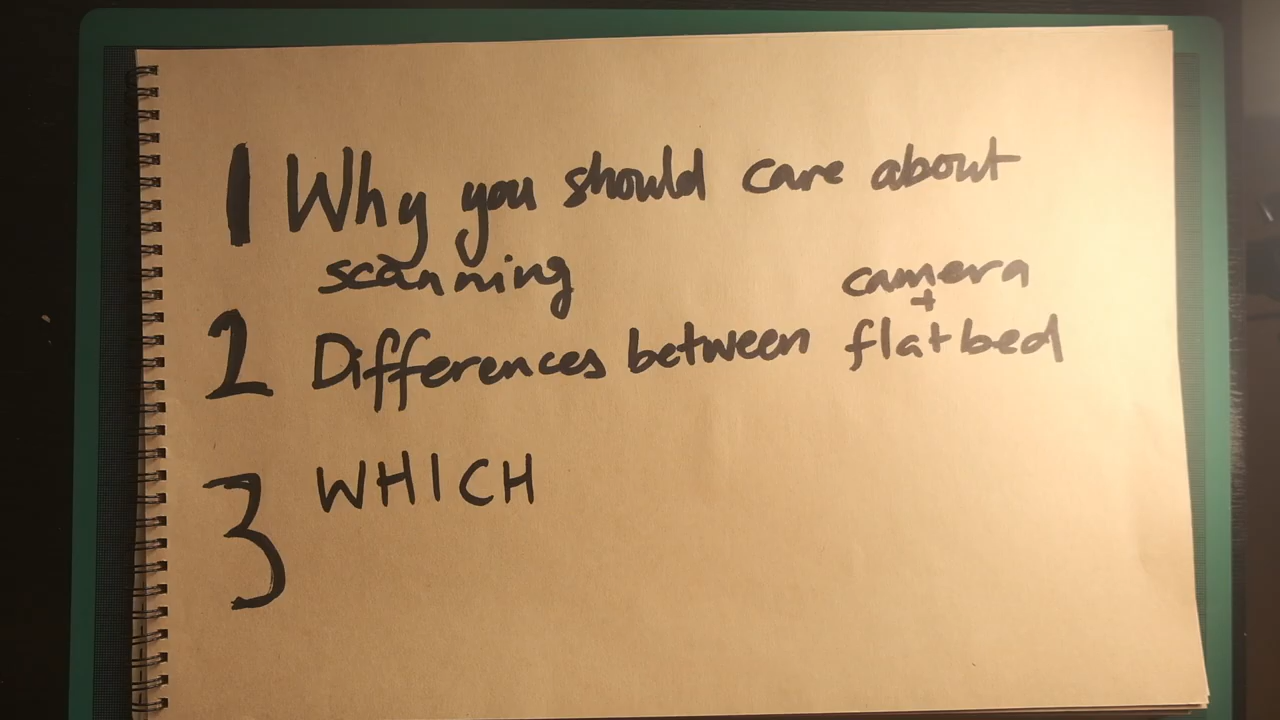 1 Why you should care about
scanning
camera
+
2 Differences between flatbed
3 WHICH